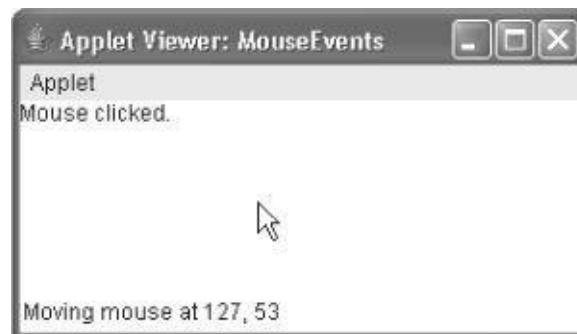 Applet Viewer: MouseEvents
Applet
Mouse clicked.
Moving mouse at 127, 53